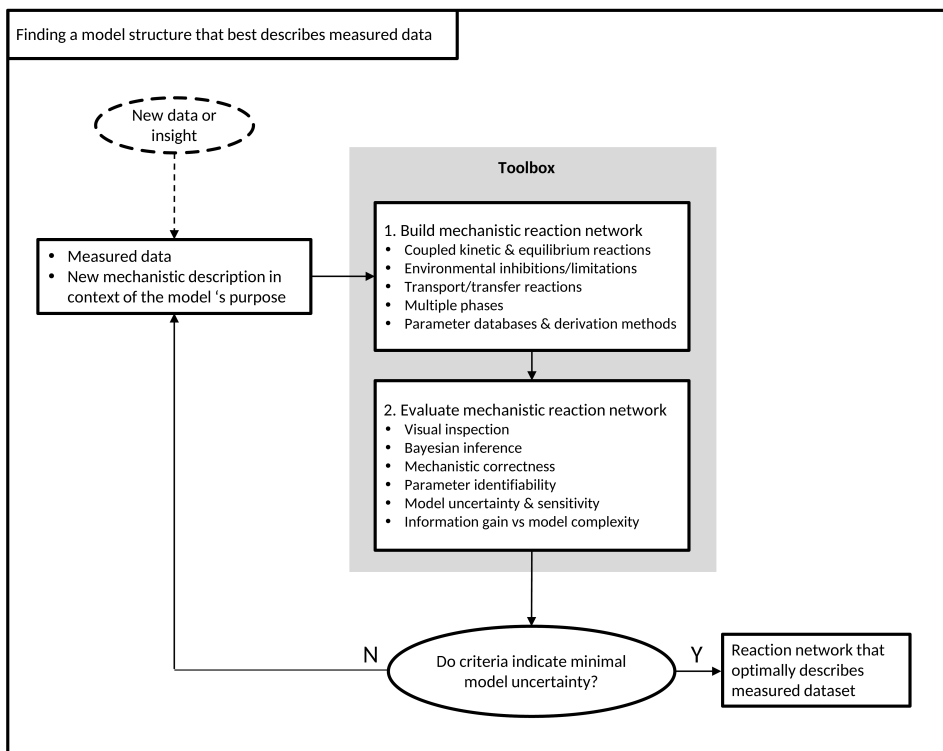 Finding a model structure that best describes measured data
New data or
insight
Toolbox
• Measured data
• New mechanistic description in
context of the model ‘s purpose
1. Build mechanistic reaction network
• Coupled kinetic & equilibrium reactions
• Environmental inhibitions/limitations
• Transport/transfer reactions
• Multiple phases
• Parameter databases & derivation methods
2. Evaluate mechanistic reaction network
• Visual inspection
• Bayesian inference
• Mechanistic correctness
• Parameter identifiability
• Model uncertainty & sensitivity
• Information gain vs model complexity
N
Do criteria indicate minimal
model uncertainty?
Y
Reaction network that
optimally describes
measured dataset